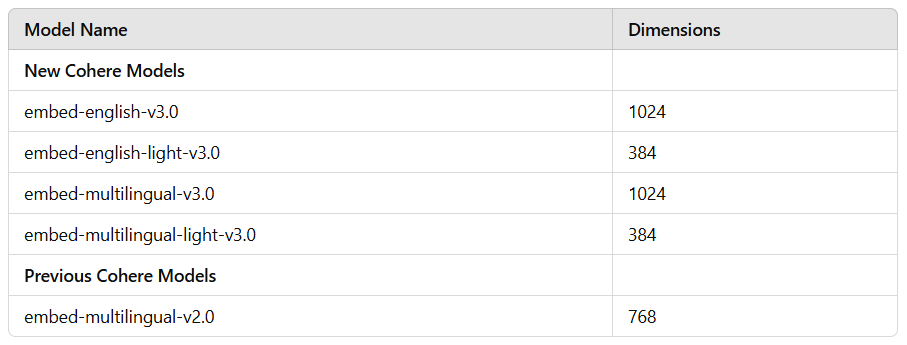 Model Name Dimensions
New Cohere Models
embed-english-v3.0 1024
embed-english-light-v3.0 384
embed-multilingual-v3.0 1024
embed-multilingual-light-v3.0 384
Previous Cohere Models
embed-multilingual-v2.0 768